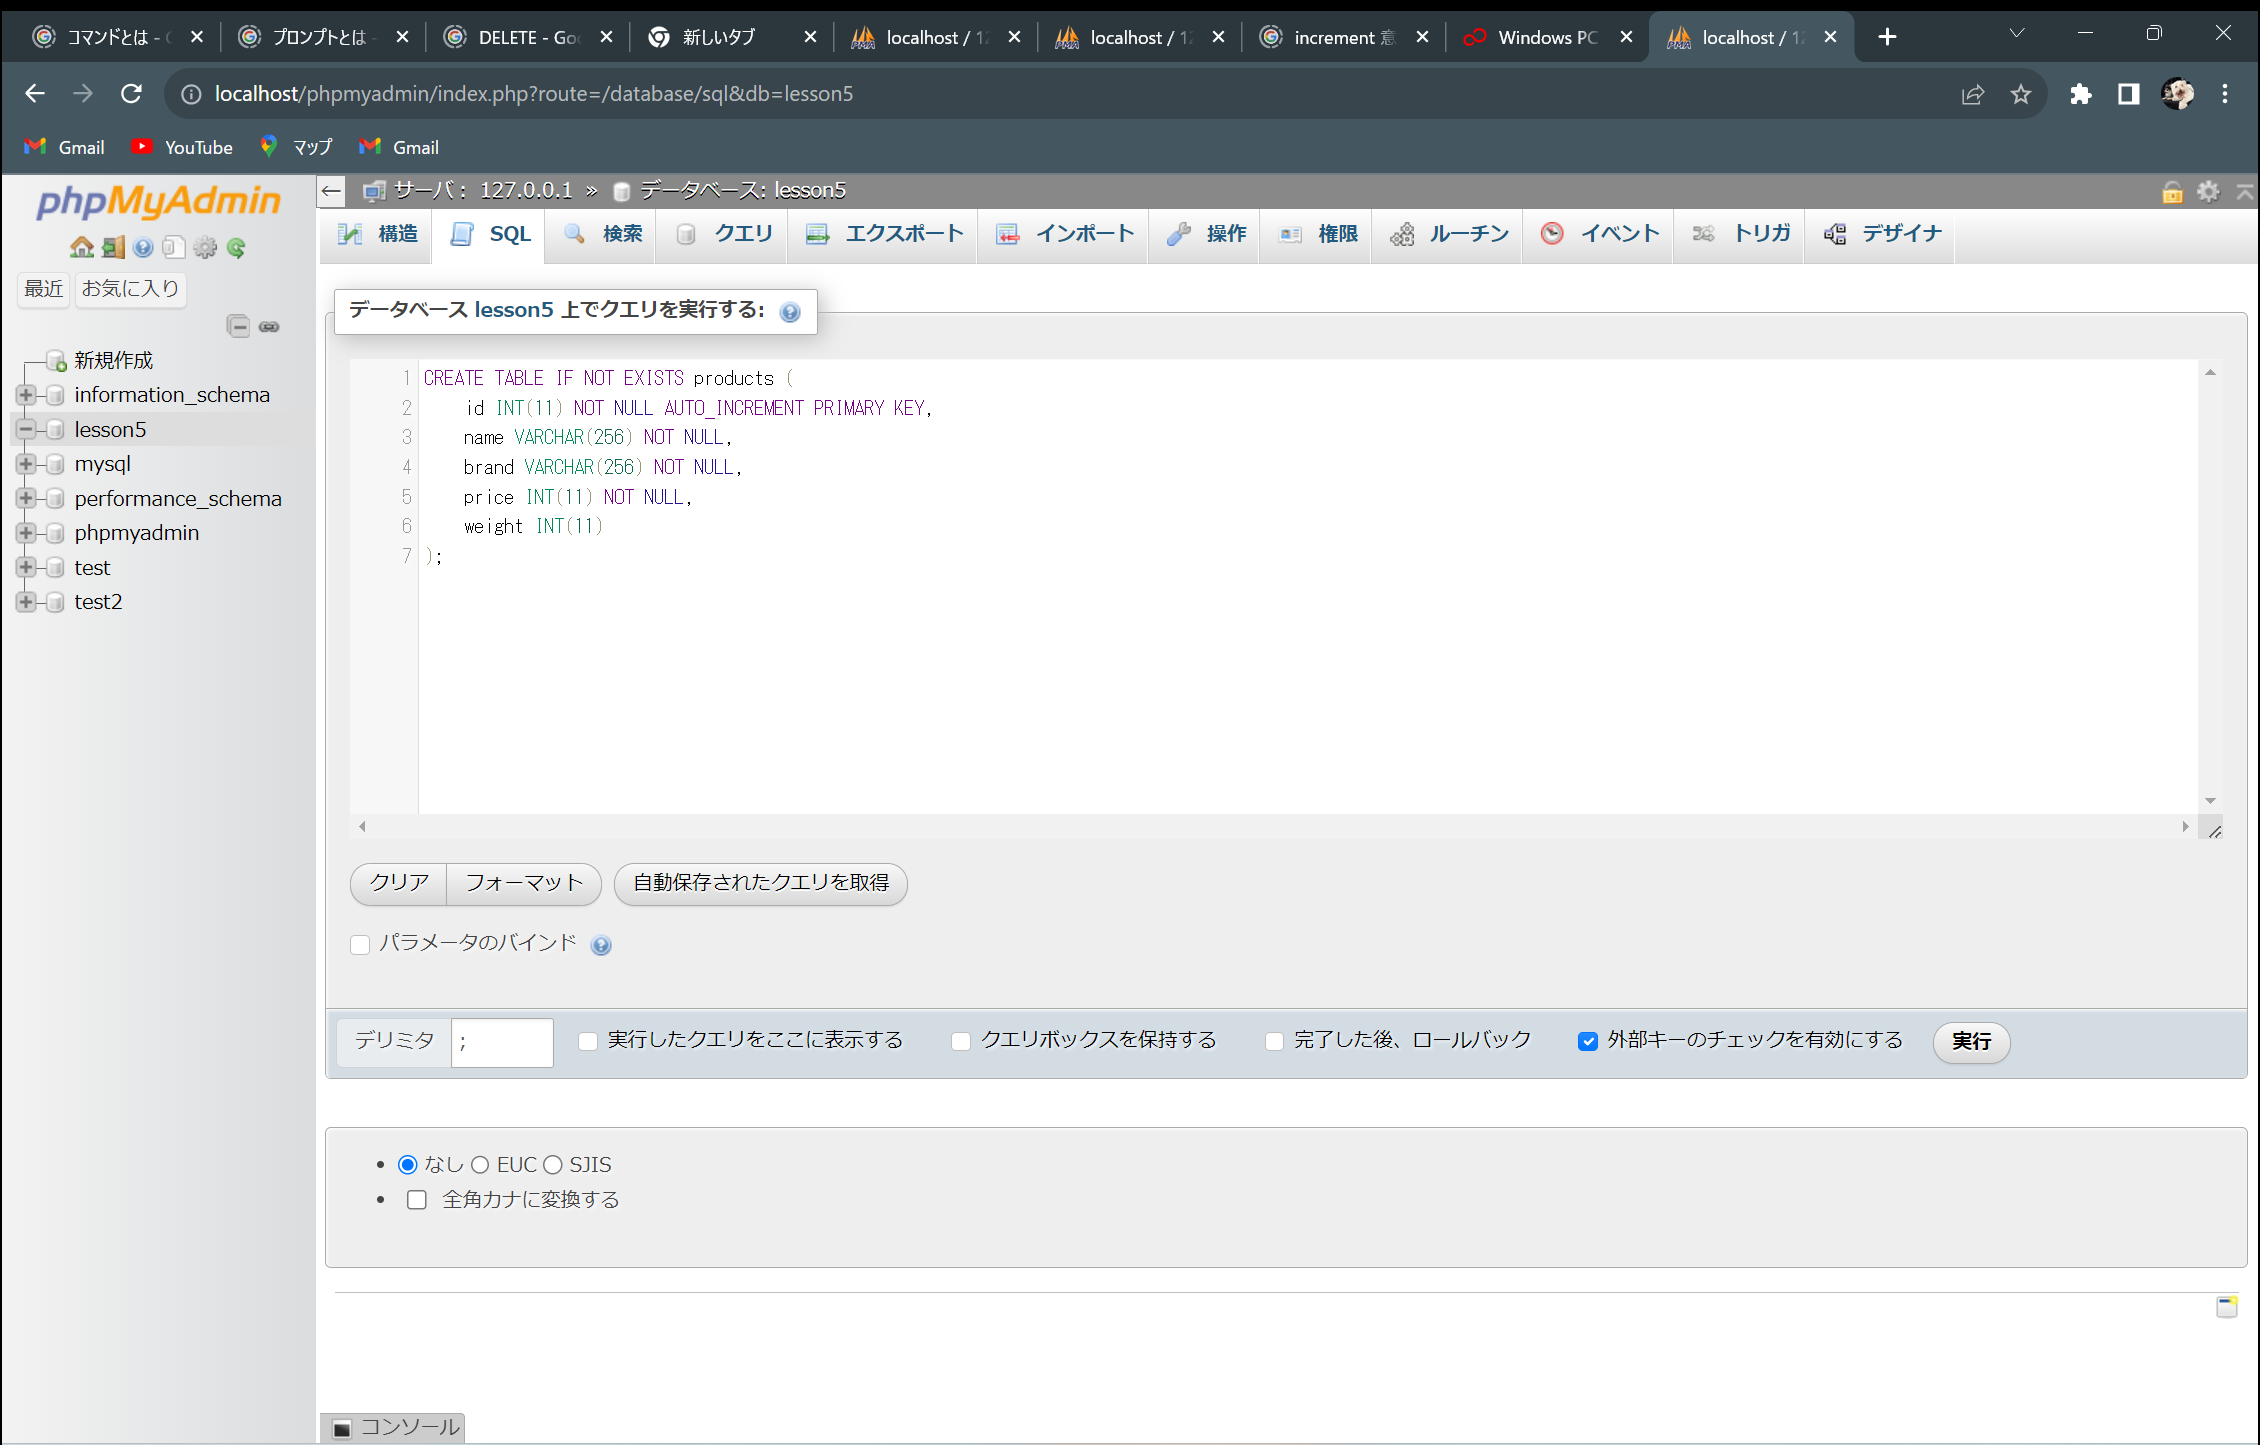 コマンドとは -
プロンプトとは -
DELETE - Goo
新しいタブ
localhost / 12
localhost / 12
increment 意
Windows PC
localhost / 12
localhost/phpmyadmin/index.php?route=/database/sql&db=lesson5
Gmail
YouTube
マップ
Gmail
phpMyAdmin
最近
お気に入り
新規作成
information_schema
lesson5
mysql
performance_schema
phpmyadmin
test
test2
サーバ: 127.0.0.1 » データベース: lesson5
構造
SQL
検索
クエリ
エクスポート
インポート
操作
権限
ルーチン
イベント
トリガ
デザイナ
データベース lesson5 上でクエリを実行する:
1 CREATE TABLE IF NOT EXISTS products (
2 id INT(11) NOT NULL AUTO_INCREMENT PRIMARY KEY,
3 name VARCHAR(256) NOT NULL,
4 brand VARCHAR(256) NOT NULL,
5 price INT(11) NOT NULL,
6 weight INT(11)
7 );
クリア
フォーマット
自動保存されたクエリを取得
パラメータのバインド
デリミタ ;
実行したクエリをここに表示する
クエリボックスを保持する
完了した後、ロールバック
外部キーのチェックを有効にする
実行
なし EUC SJIS
全角カナに変換する
コンソール